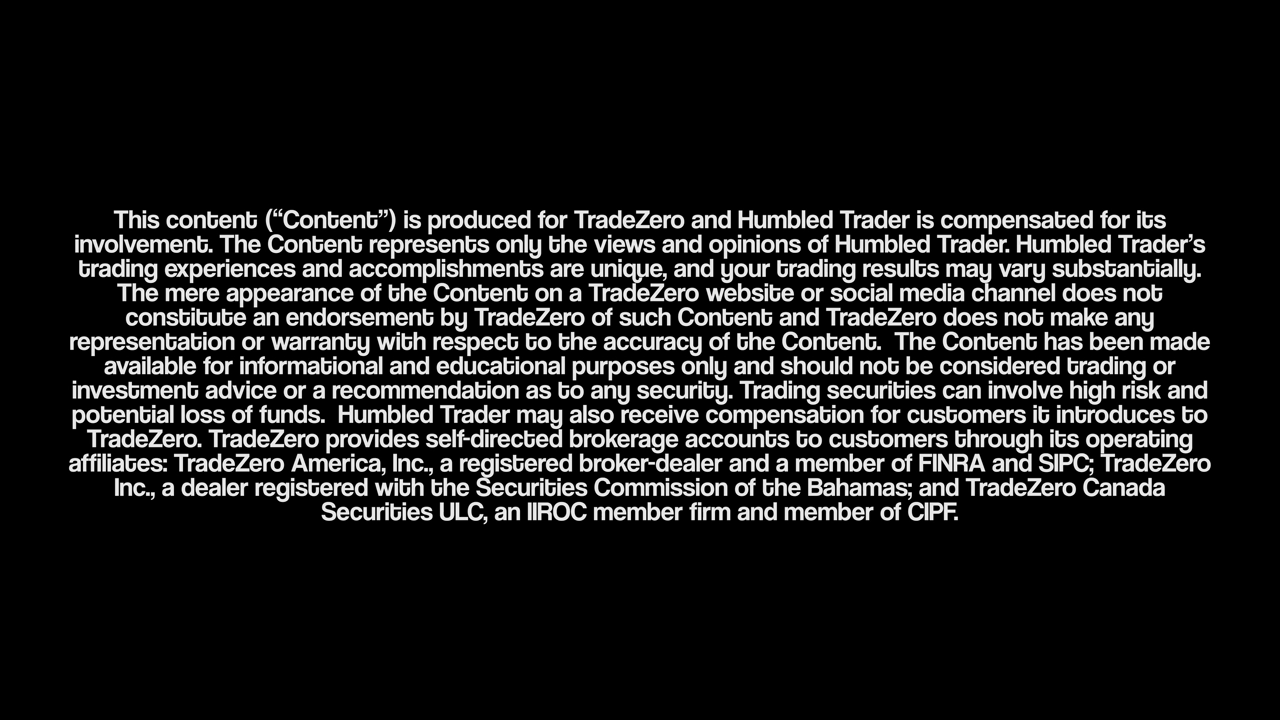 This content (“Content”) is produced for TradeZero and Humbled Trader is compensated for its
involvement. The Content represents only the views and opinions of Humbled Trader. Humbled Trader’s
trading experiences and accomplishments are unique, and your trading results may vary substantially.
The mere appearance of the Content on a TradeZero website or social media channel does not
constitute an endorsement by TradeZero of such Content and TradeZero does not make any
representation or warranty with respect to the accuracy of the Content.  The Content has been made
available for informational and educational purposes only and should not be considered trading or
investment advice or a recommendation as to any security. Trading securities can involve high risk and
potential loss of funds.  Humbled Trader may also receive compensation for customers it introduces to
TradeZero. TradeZero provides self-directed brokerage accounts to customers through its operating
affiliates: TradeZero America, Inc., a registered broker-dealer and a member of FINRA and SIPC; TradeZero
Inc., a dealer registered with the Securities Commission of the Bahamas; and TradeZero Canada
Securities ULC, an IIROC member firm and member of CIPF.